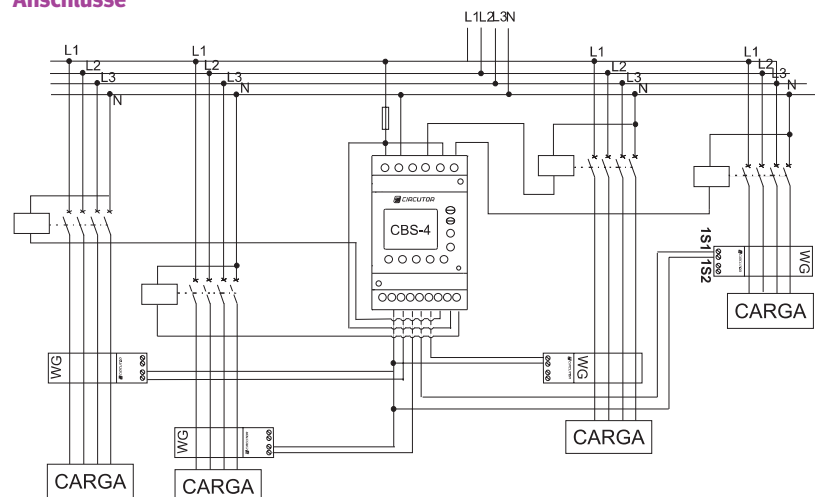 Anschlüsse
L1L2L3N
L1
L2
L3
N
L1
L2
L3
N
L1
L2
L3
N
L1
L2
L3
N
CIRCUTOR
CBS-4
1S1 1S2
WG
CARGA
WG
CARGA
WG
CARGA
WG
CARGA